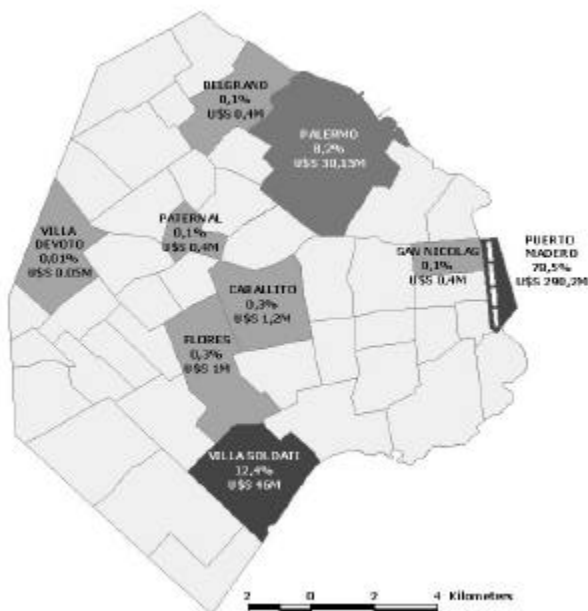 BELGRANO
0,1%
U$S 0,4M
PALERMO
8,2%
U$S 30,15M
VILLA
DEVOTO
0,01%
U$S 0,05M
PATERNAL
0,1%
U$S 0,4M
SAN NICOLAS
0,1%
U$S 0,4M
PUERTO
MADERO
78,5%
U$S 290,2M
CABALLITO
0,3%
U$S 1,2M
FLORES
0,3%
U$S 1M
VILLA SOLDATI
12,4%
U$S 46M
2 0 2 4 Kilometers